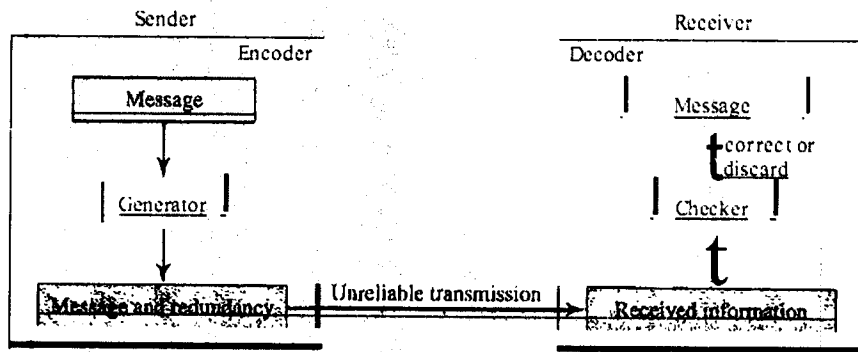 Sender
Receiver
Encoder
Decoder
Message
Message
t correct or
discard
Generator
Checker
t
Message and redundancy
Unreliable transmission
Received information